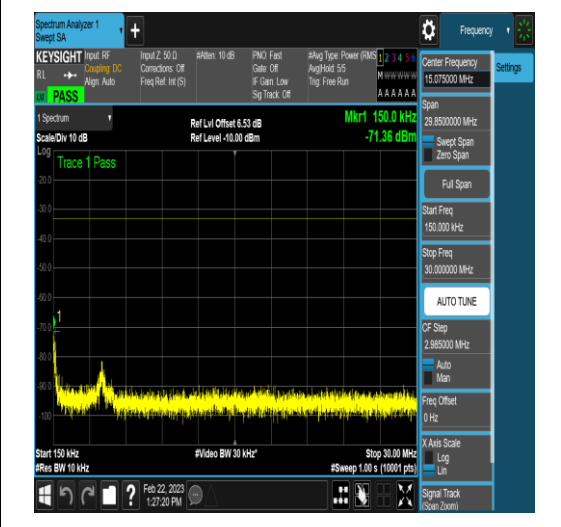 Spectrum Analyzer 1
Swept SA
+
Frequency
KEYSIGHT
RL
Input: RF
Coupling: DC
Align: Auto
Input Z: 50 Ω
Corrections: Off
Freq Ref: Int (S)
#Atten: 10 dB
PNO: Fast
Gate: Off
IF Gain: Low
Sig Track: Off
#Avg Type: Power (RMS
Avg|Hold: 5/5
Trig: Free Run
1 2 3 4 5 6
M w w w w w
A A A A A A
PASS
1 Spectrum
Scale/Div 10 dB
Ref Lvl Offset 6.53 dB
Ref Level -10.00 dBm
Mkr1 150.0 kHz
-71.36 dBm
Log
Trace 1 Pass
-20.0
-30.0
-40.0
-50.0
-60.0
-70.0
-80.0
-90.0
-100
1
Start 150 kHz
#Res BW 10 kHz
#Video BW 30 kHz*
Stop 30.00 MHz
#Sweep 1.00 s (10001 pts)
?
Feb 22, 2023
1:27:20 PM
Center Frequency
15.075000 MHz
Settings
Span
29.8500000 MHz
Swept Span
Zero Span
Full Span
Start Freq
150.000 kHz
Stop Freq
30.000000 MHz
AUTO TUNE
CF Step
2.985000 MHz
Auto
Man
Freq Offset
0 Hz
X Axis Scale
Log
Lin
Signal Track
(Span Zoom)